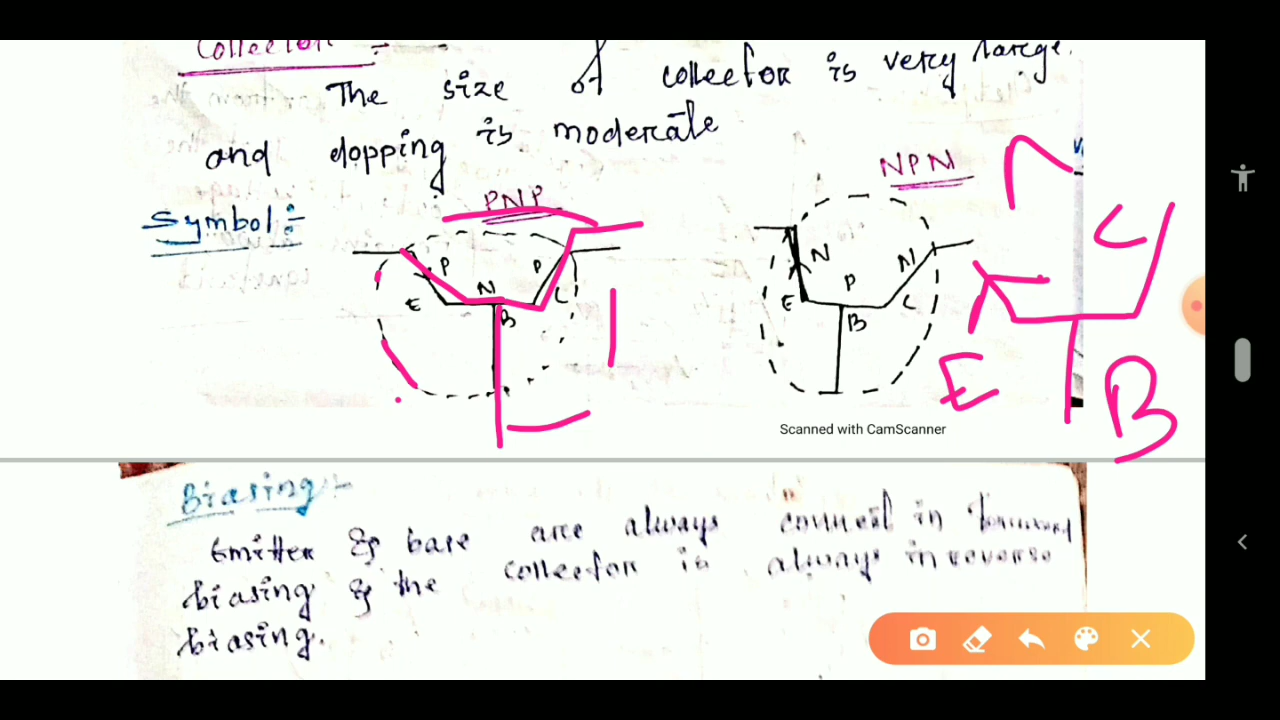 Collector :-
The size of collector is very large.
and dopping is moderate
Symbol :-
PNP
NPN
P
N
P
E
B
C
N
P
N
E
B
C
C
E
B
Scanned with CamScanner
Biasing :-
Emitter & base are always connect in forward
biasing & the collector is always in reverse
biasing.